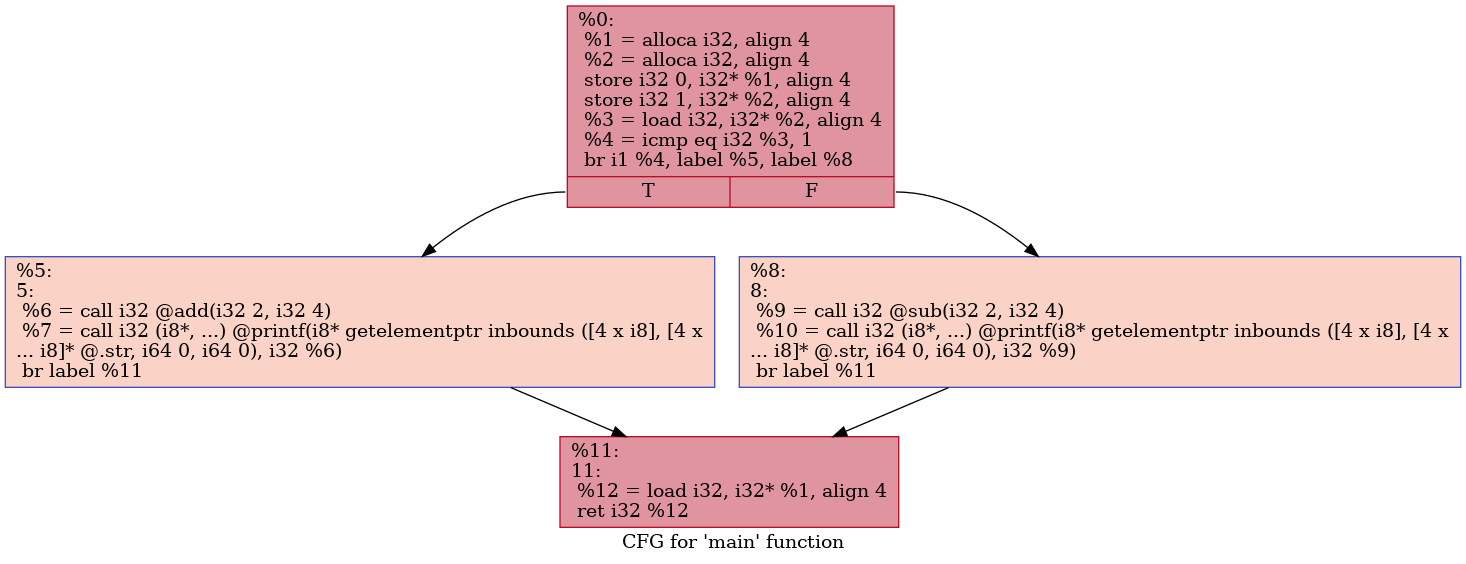 %0:
%1 = alloca i32, align 4
%2 = alloca i32, align 4
store i32 0, i32* %1, align 4
store i32 1, i32* %2, align 4
%3 = load i32, i32* %2, align 4
%4 = icmp eq i32 %3, 1
br i1 %4, label %5, label %8
T F
%5:
5:
%6 = call i32 @add(i32 2, i32 4)
%7 = call i32 (i8*, ...) @printf(i8* getelementptr inbounds ([4 x i8], [4 x
... i8]* @.str, i64 0, i64 0), i32 %6)
br label %11
%8:
8:
%9 = call i32 @sub(i32 2, i32 4)
%10 = call i32 (i8*, ...) @printf(i8* getelementptr inbounds ([4 x i8], [4 x
... i8]* @.str, i64 0, i64 0), i32 %9)
br label %11
%11:
11:
%12 = load i32, i32* %1, align 4
ret i32 %12
CFG for 'main' function